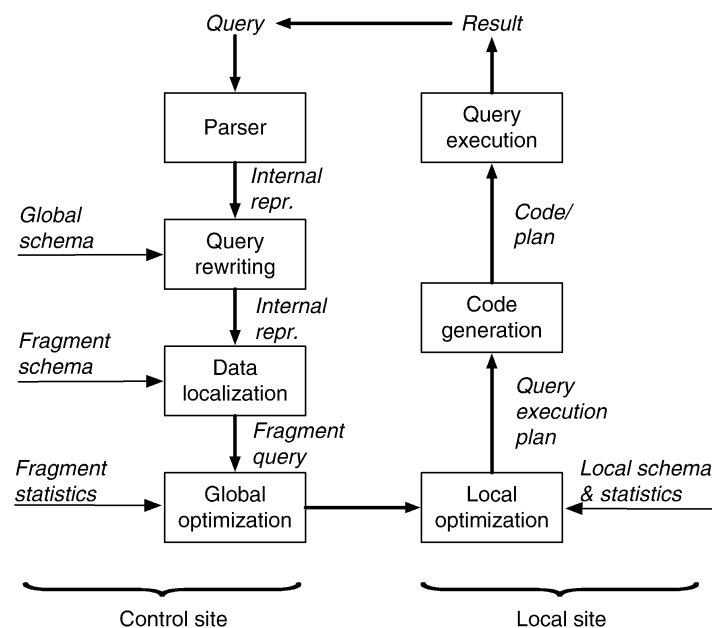 Query
Result
Parser
Query
execution
Internal
repr.
Global
schema
Query
rewriting
Code/
plan
Internal
repr.
Code
generation
Fragment
schema
Data
localization
Query
execution
plan
Fragment
query
Fragment
statistics
Global
optimization
Local
optimization
Local schema
& statistics
Control site
Local site